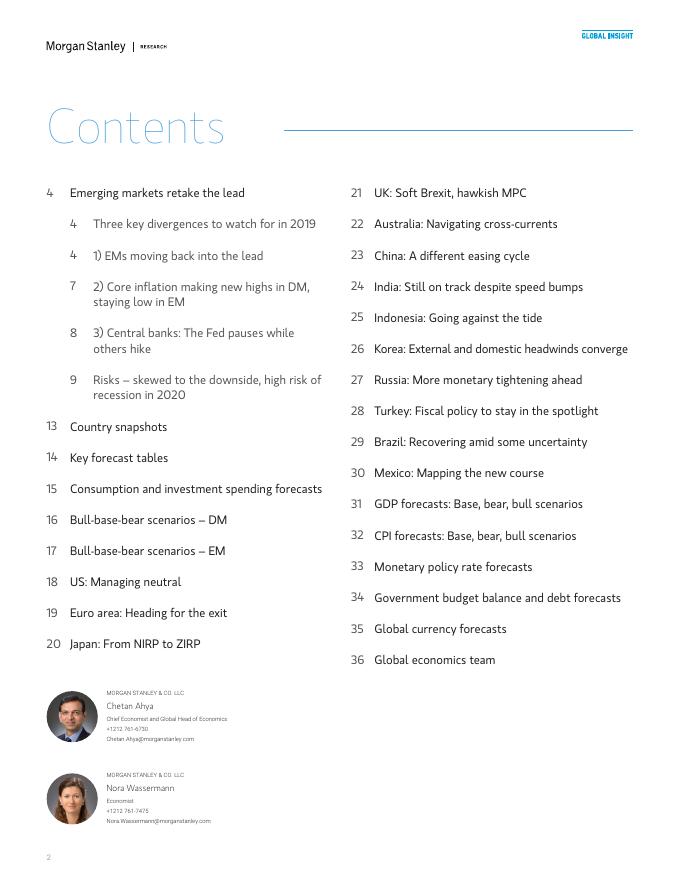 GLOBAL INSIGHT
Morgan Stanley | RESEARCH
Contents
4 Emerging markets retake the lead
4 Three key divergences to watch for in 2019
4 1) EMs moving back into the lead
7 2) Core inflation making new highs in DM,
staying low in EM
8 3) Central banks: The Fed pauses while
others hike
9 Risks – skewed to the downside, high risk of
recession in 2020
13 Country snapshots
14 Key forecast tables
15 Consumption and investment spending forecasts
16 Bull-base-bear scenarios – DM
17 Bull-base-bear scenarios – EM
18 US: Managing neutral
19 Euro area: Heading for the exit
20 Japan: From NIRP to ZIRP
21 UK: Soft Brexit, hawkish MPC
22 Australia: Navigating cross-currents
23 China: A different easing cycle
24 India: Still on track despite speed bumps
25 Indonesia: Going against the tide
26 Korea: External and domestic headwinds converge
27 Russia: More monetary tightening ahead
28 Turkey: Fiscal policy to stay in the spotlight
29 Brazil: Recovering amid some uncertainty
30 Mexico: Mapping the new course
31 GDP forecasts: Base, bear, bull scenarios
32 CPI forecasts: Base, bear, bull scenarios
33 Monetary policy rate forecasts
34 Government budget balance and debt forecasts
35 Global currency forecasts
36 Global economics team
MORGAN STANLEY & CO. LLC
Chetan Ahya
Chief Economist and Global Head of Economics
+1212 761-6730
Chetan.Ahya@morganstanley.com
MORGAN STANLEY & CO. LLC
Nora Wassermann
Economist
+1212 761-7475
Nora.Wassermann@morganstanley.com
2